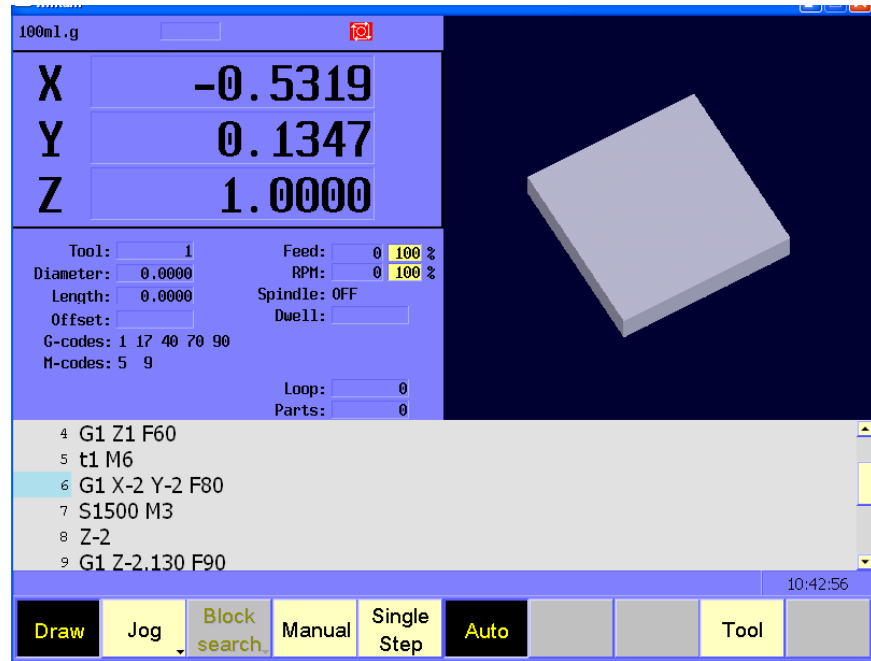 100ml.g
X -0.5319
Y 0.1347
Z 1.0000
Tool: 1 Feed: 0 100 %
Diameter: 0.0000 RPM: 0 100 %
Length: 0.0000 Spindle: OFF
Offset: Dwell:
G-codes: 1 17 40 70 90
M-codes: 5 9
Loop: 0
Parts: 0
4 G1 Z1 F60
5 t1 M6
6 G1 X-2 Y-2 F80
7 S1500 M3
8 Z-2
9 G1 Z-2.130 F90
10:42:56
Draw Jog Block search Manual Single Step Auto Tool